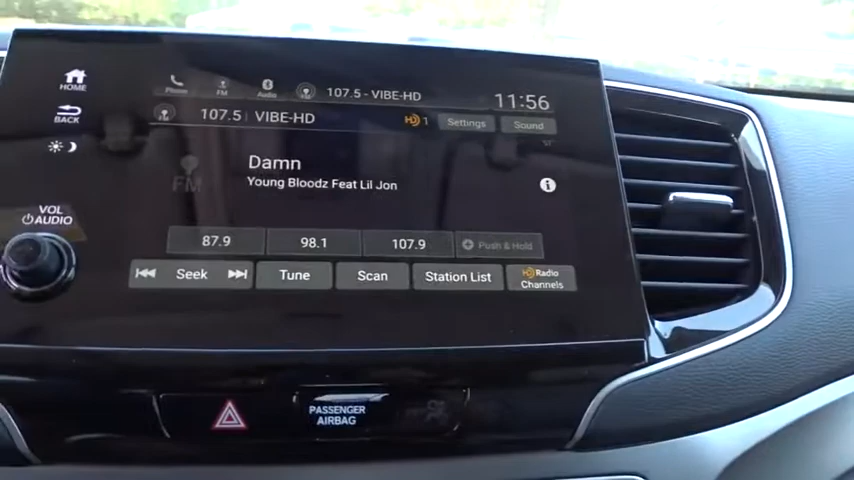 HOME
Phone FM Audio 107.5 - VIBE-HD 11:56
BACK
107.5 | VIBE-HD HD 1 Settings Sound
Damn
FM Young Bloodz Feat Lil Jon
VOL
AUDIO
87.9 98.1 107.9 Push & Hold
Seek Tune Scan Station List HD Radio
Channels
PASSENGER
AIRBAG